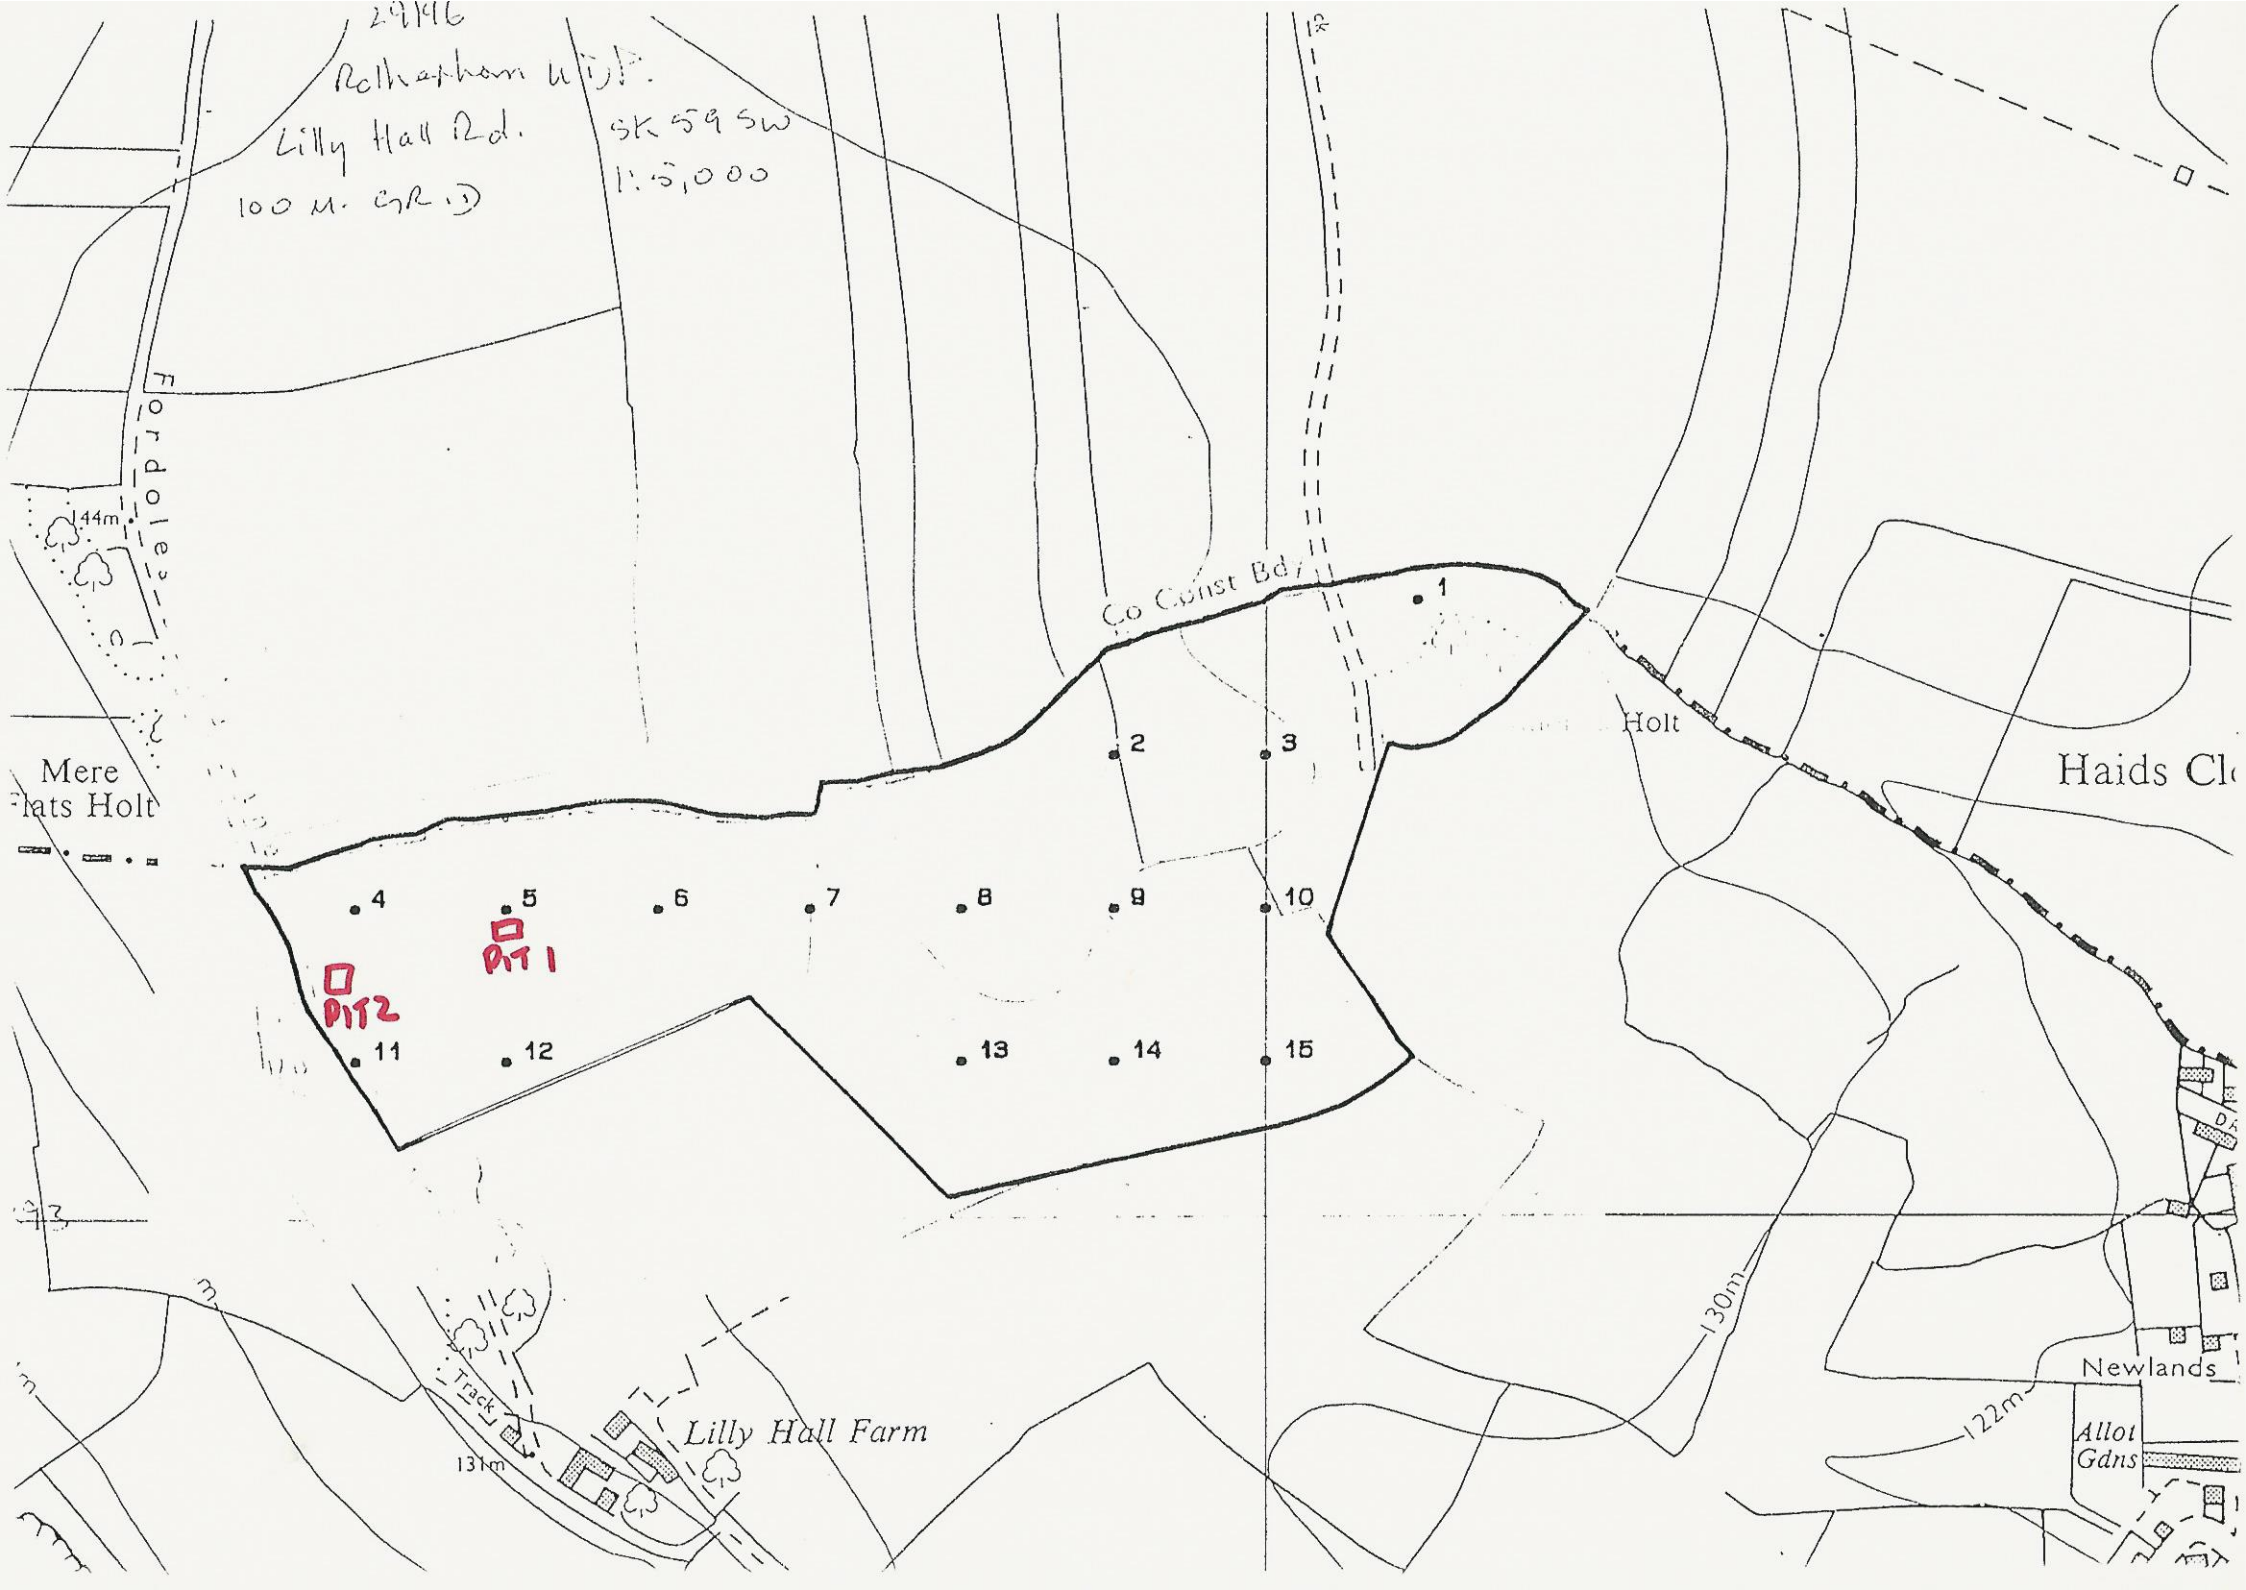 29196
Rotherham U.D.P.
Lilly Hall Rd.
SK 59 SW
100 M. GRID
1:5,000
Fordoles
144m
Co Const Bdy
1
Holt
2
3
Mere
Flats Holt
Haids Cl
4
5
6
7
8
9
10
PIT 1
PIT 2
11
12
13
14
15
93
130m
Track
Lilly Hall Farm
131m
Newlands
122m
Allot
Gdns